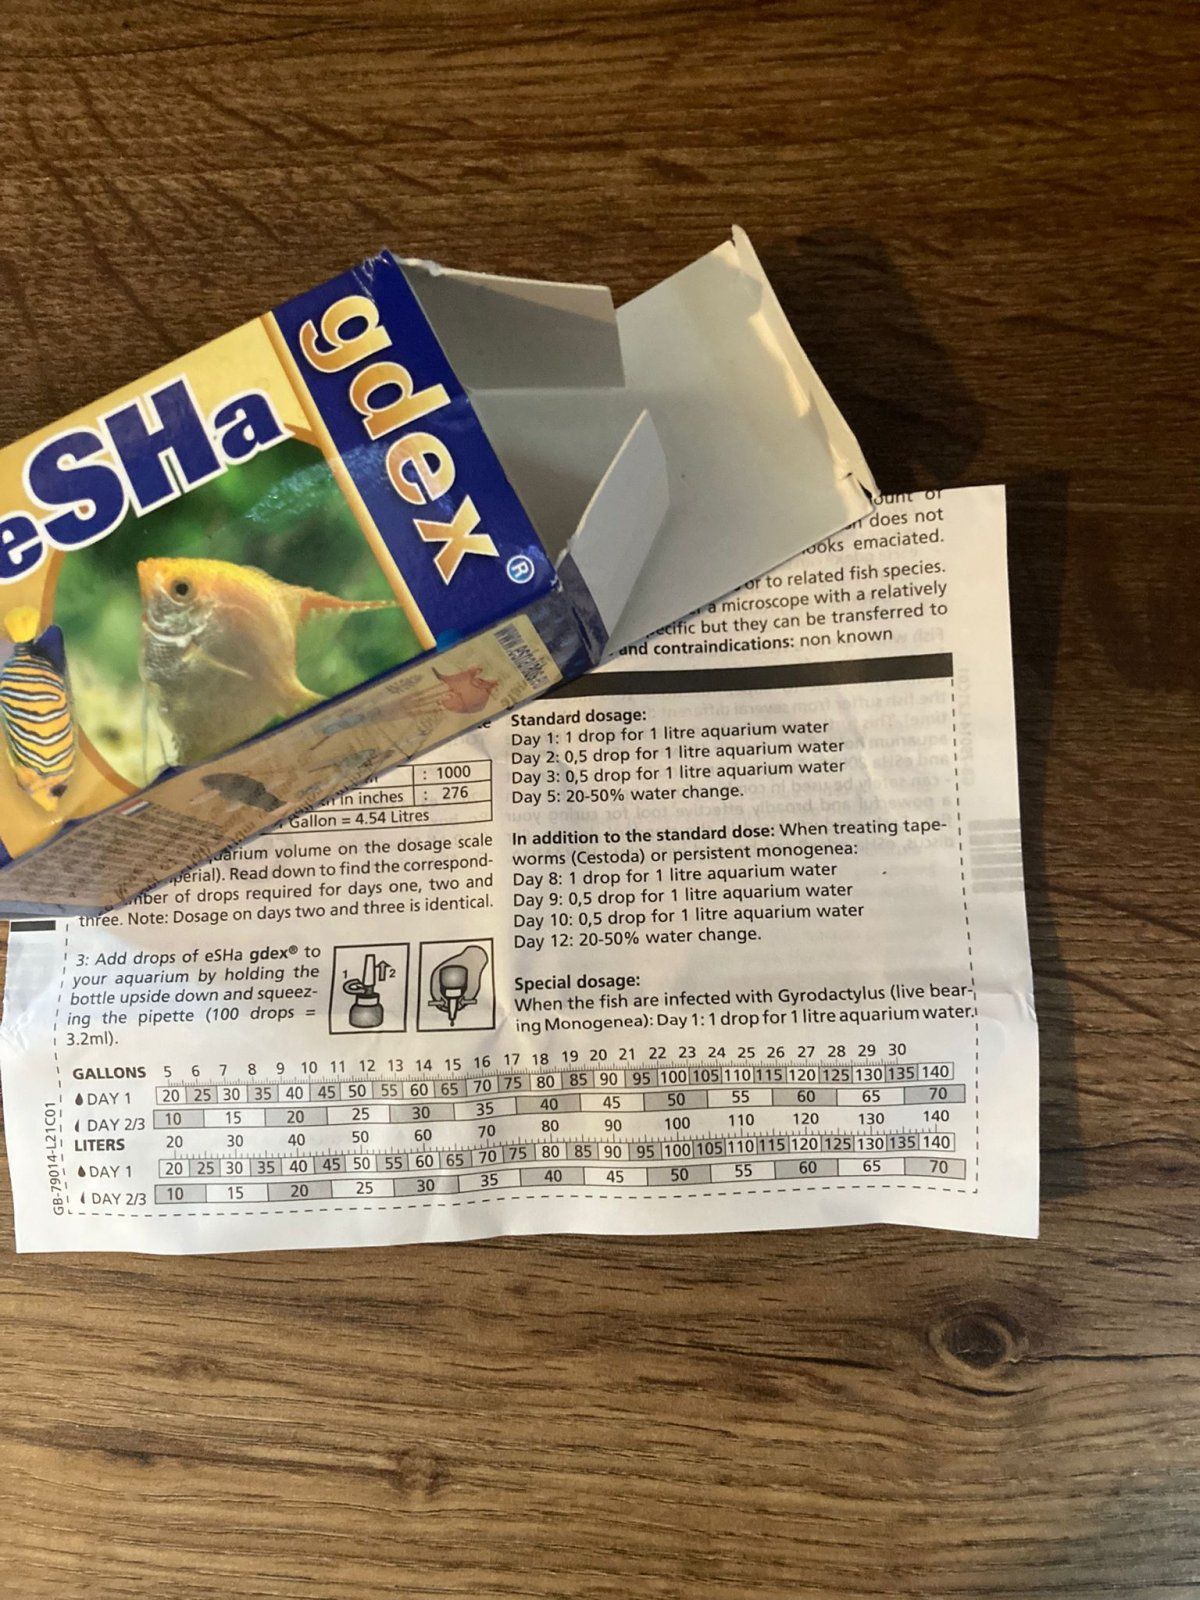 eSHa
gdex®
ount of
does not
looks emaciated.
or to related fish species.
a microscope with a relatively
ecific but they can be transferred to
and contraindications: non known
Standard dosage:
Day 1: 1 drop for 1 litre aquarium water
Day 2: 0,5 drop for 1 litre aquarium water
Day 3: 0,5 drop for 1 litre aquarium water
Day 5: 20-50% water change.
In addition to the standard dose: When treating tape-
worms (Cestoda) or persistent monogenea:
Day 8: 1 drop for 1 litre aquarium water
Day 9: 0,5 drop for 1 litre aquarium water
Day 10: 0,5 drop for 1 litre aquarium water
Day 12: 20-50% water change.
Special dosage:
When the fish are infected with Gyrodactylus (live bear-
ing Monogenea): Day 1: 1 drop for 1 litre aquarium water.
: 1000
in inches : 276
Gallon = 4.54 Litres
arium volume on the dosage scale
perial). Read down to find the correspond-
ber of drops required for days one, two and
three. Note: Dosage on days two and three is identical.
3: Add drops of eSHa gdex® to
your aquarium by holding the
bottle upside down and squeez-
ing the pipette (100 drops =
3.2ml).
1 2
GALLONS 5 6 7 8 9 10 11 12 13 14 15 16 17 18 19 20 21 22 23 24 25 26 27 28 29 30
DAY 1 20 25 30 35 40 45 50 55 60 65 70 75 80 85 90 95 100 105 110 115 120 125 130 135 140
DAY 2/3 10 15 20 25 30 35 40 45 50 55 60 65 70
LITERS 20 30 40 50 60 70 80 90 100 110 120 130 140
DAY 1 20 25 30 35 40 45 50 55 60 65 70 75 80 85 90 95 100 105 110 115 120 125 130 135 140
DAY 2/3 10 15 20 25 30 35 40 45 50 55 60 65 70
GB-79014-L21C01